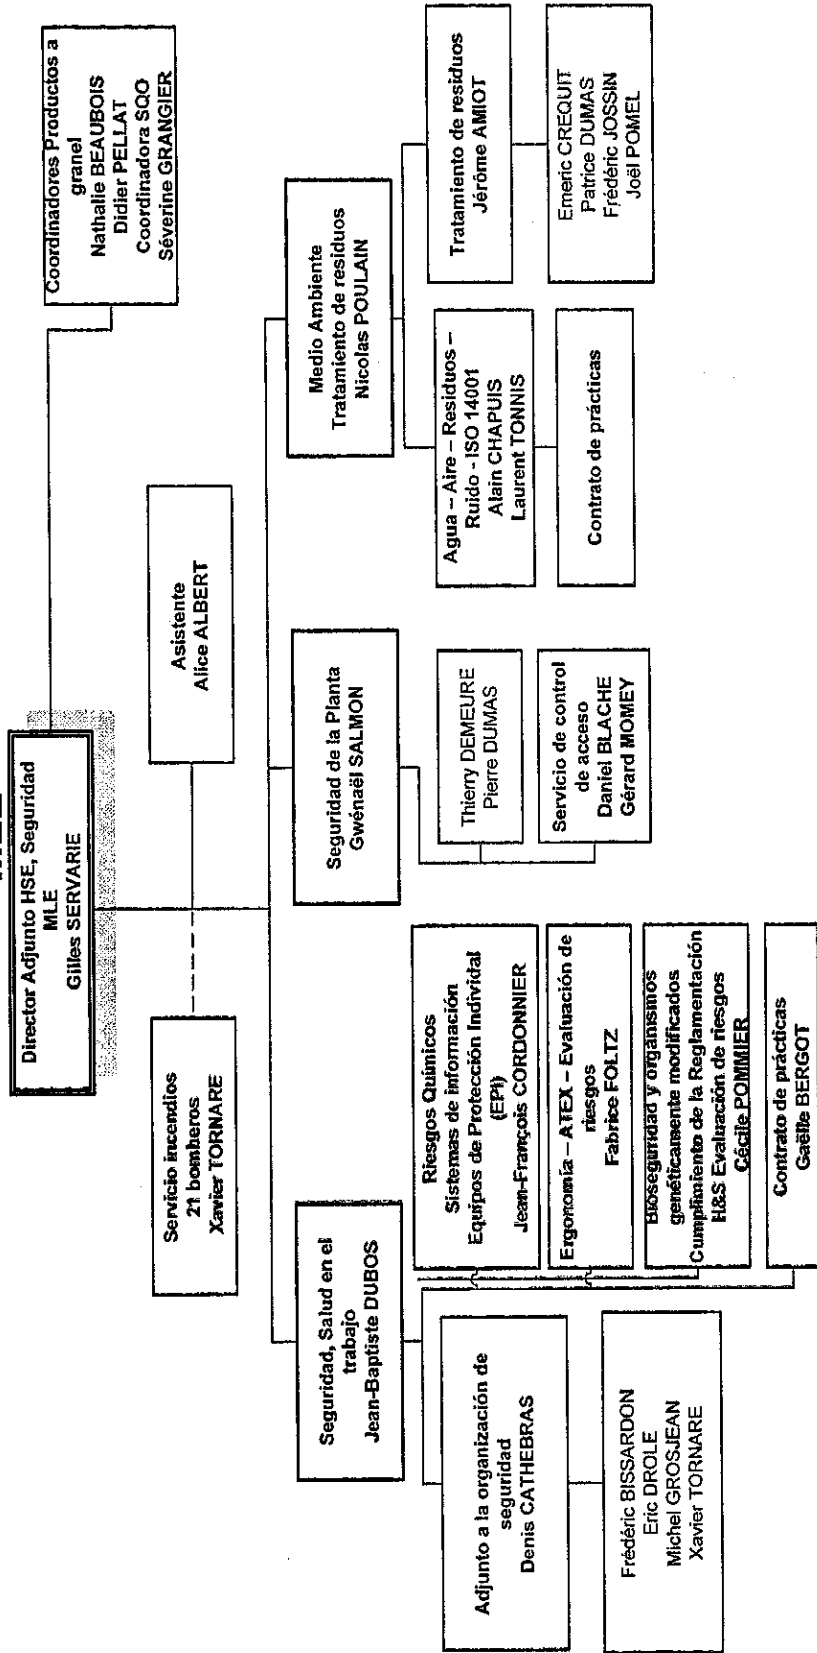 Director Adjunto HSE, Seguridad
MLE
Gilles SERVARIE
Coordinadores Productos a
granel
Nathalie BEAUBOIS
Didier PELLAT
Coordinadora SQO
Séverine GRANGIER
Servicio incendios
21 bomberos
Xavier TORNARE
Asistente
Alice ALBERT
Seguridad, Salud en el
trabajo
Jean-Baptiste DUBOS
Seguridad de la Planta
Gwénaël SALMON
Medio Ambiente
Tratamiento de residuos
Nicolas POULAIN
Adjunto a la organización de
seguridad
Denis CATHEBRAS
Frédéric BISSARDON
Eric DROLE
Michel GROSJEAN
Xavier TORNARE
Riesgos Químicos
Sistemas de información
Equipos de Protección Individal
(EPI)
Jean-François CORDONNIER
Ergonomía – ATEX – Evaluación de
riesgos
Fabrice FOLTZ
Bioseguridad y organismos
genéticamente modificados
Cumplimiento de la Reglamentación
H&S Evaluación de riesgos
Cécile POMMIER
Contrato de prácticas
Gaëlle BERGOT
Thierry DEMEURE
Pierre DUMAS
Servicio de control
de acceso
Daniel BLACHE
Gérard MOMEY
Agua – Aire – Residuos –
Ruido - ISO 14001
Alain CHAPUIS
Laurent TONNIS
Contrato de prácticas
Tratamiento de residuos
Jérôme AMIOT
Emeric CREQUIT
Patrice DUMAS
Frédéric JOSSIN
Joël POMEL